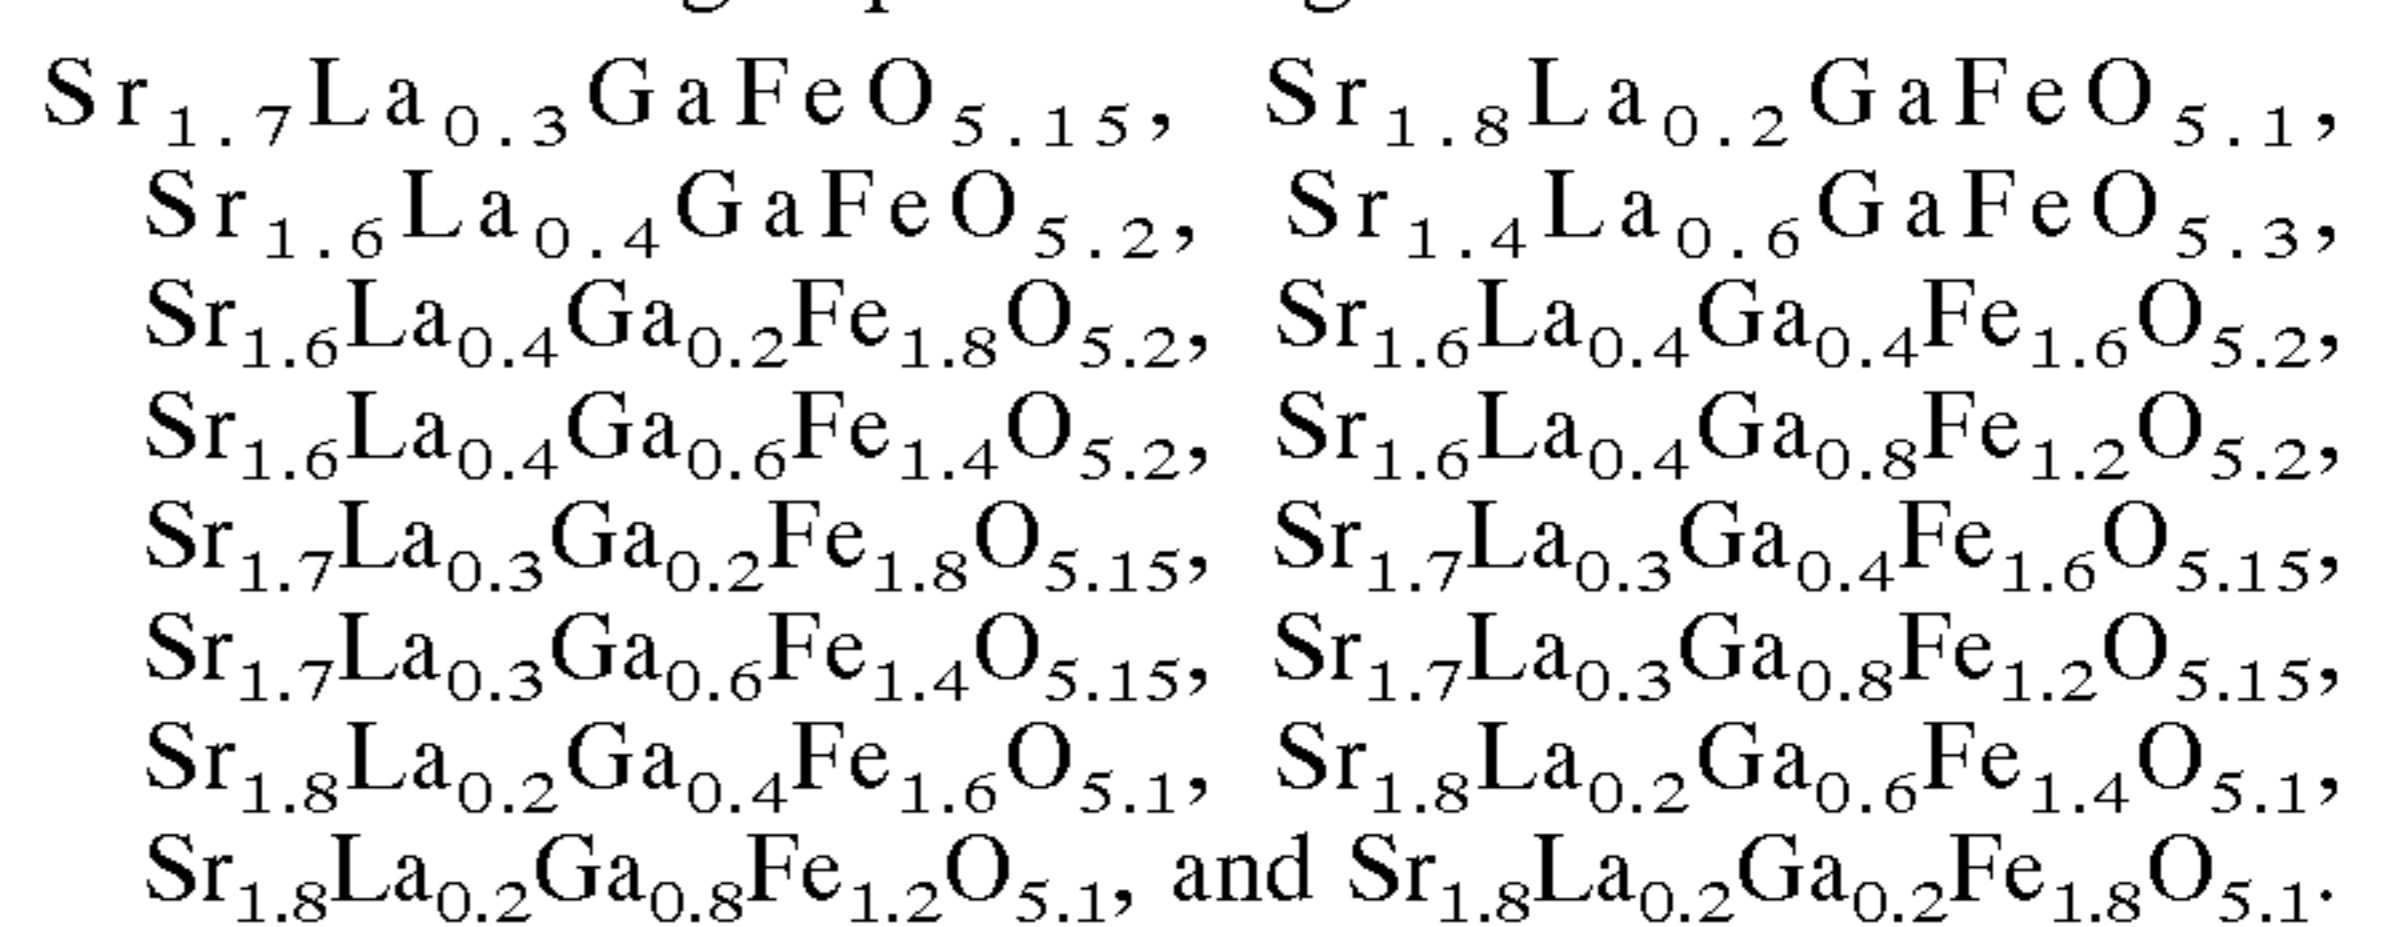 Sr₁.₇La₀.₃GaFeO₅.₁₅, Sr₁.₈La₀.₂GaFeO₅.₁,
Sr₁.₆La₀.₄GaFeO₅.₂, Sr₁.₄La₀.₆GaFeO₅.₃,
Sr₁.₆La₀.₄Ga₀.₂Fe₁.₈O₅.₂, Sr₁.₆La₀.₄Ga₀.₄Fe₁.₆O₅.₂,
Sr₁.₆La₀.₄Ga₀.₆Fe₁.₄O₅.₂, Sr₁.₆La₀.₄Ga₀.₈Fe₁.₂O₅.₂,
Sr₁.₇La₀.₃Ga₀.₂Fe₁.₈O₅.₁₅, Sr₁.₇La₀.₃Ga₀.₄Fe₁.₆O₅.₁₅,
Sr₁.₇La₀.₃Ga₀.₆Fe₁.₄O₅.₁₅, Sr₁.₇La₀.₃Ga₀.₈Fe₁.₂O₅.₁₅,
Sr₁.₈La₀.₂Ga₀.₄Fe₁.₆O₅.₁, Sr₁.₈La₀.₂Ga₀.₆Fe₁.₄O₅.₁,
Sr₁.₈La₀.₂Ga₀.₈Fe₁.₂O₅.₁, and Sr₁.₈La₀.₂Ga₀.₂Fe₁.₈O₅.₁.